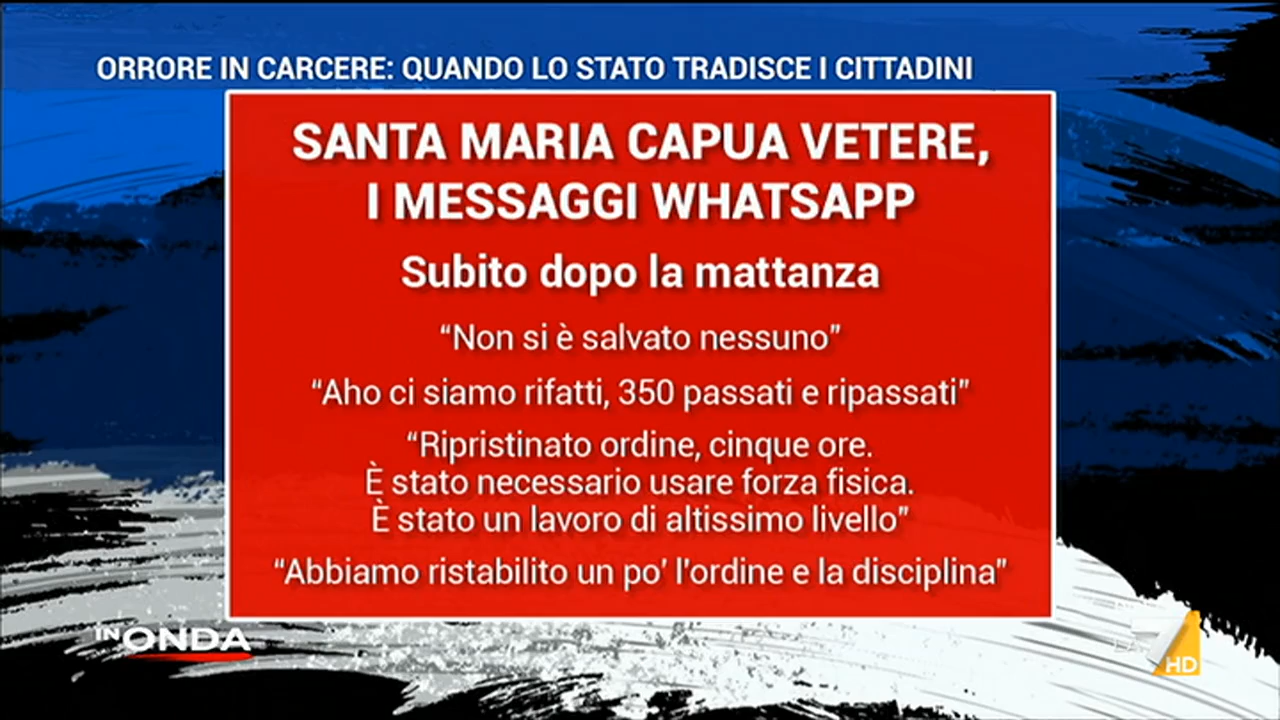 ORRORE IN CARCERE: QUANDO LO STATO TRADISCE I CITTADINI
SANTA MARIA CAPUA VETERE,
I MESSAGGI WHATSAPP
Subito dopo la mattanza
“Non si è salvato nessuno”
“Aho ci siamo rifatti, 350 passati e ripassati”
“Ripristinato ordine, cinque ore.
È stato necessario usare forza fisica.
È stato un lavoro di altissimo livello”
“Abbiamo ristabilito un po' l'ordine e la disciplina”
IN ONDA
7
HD